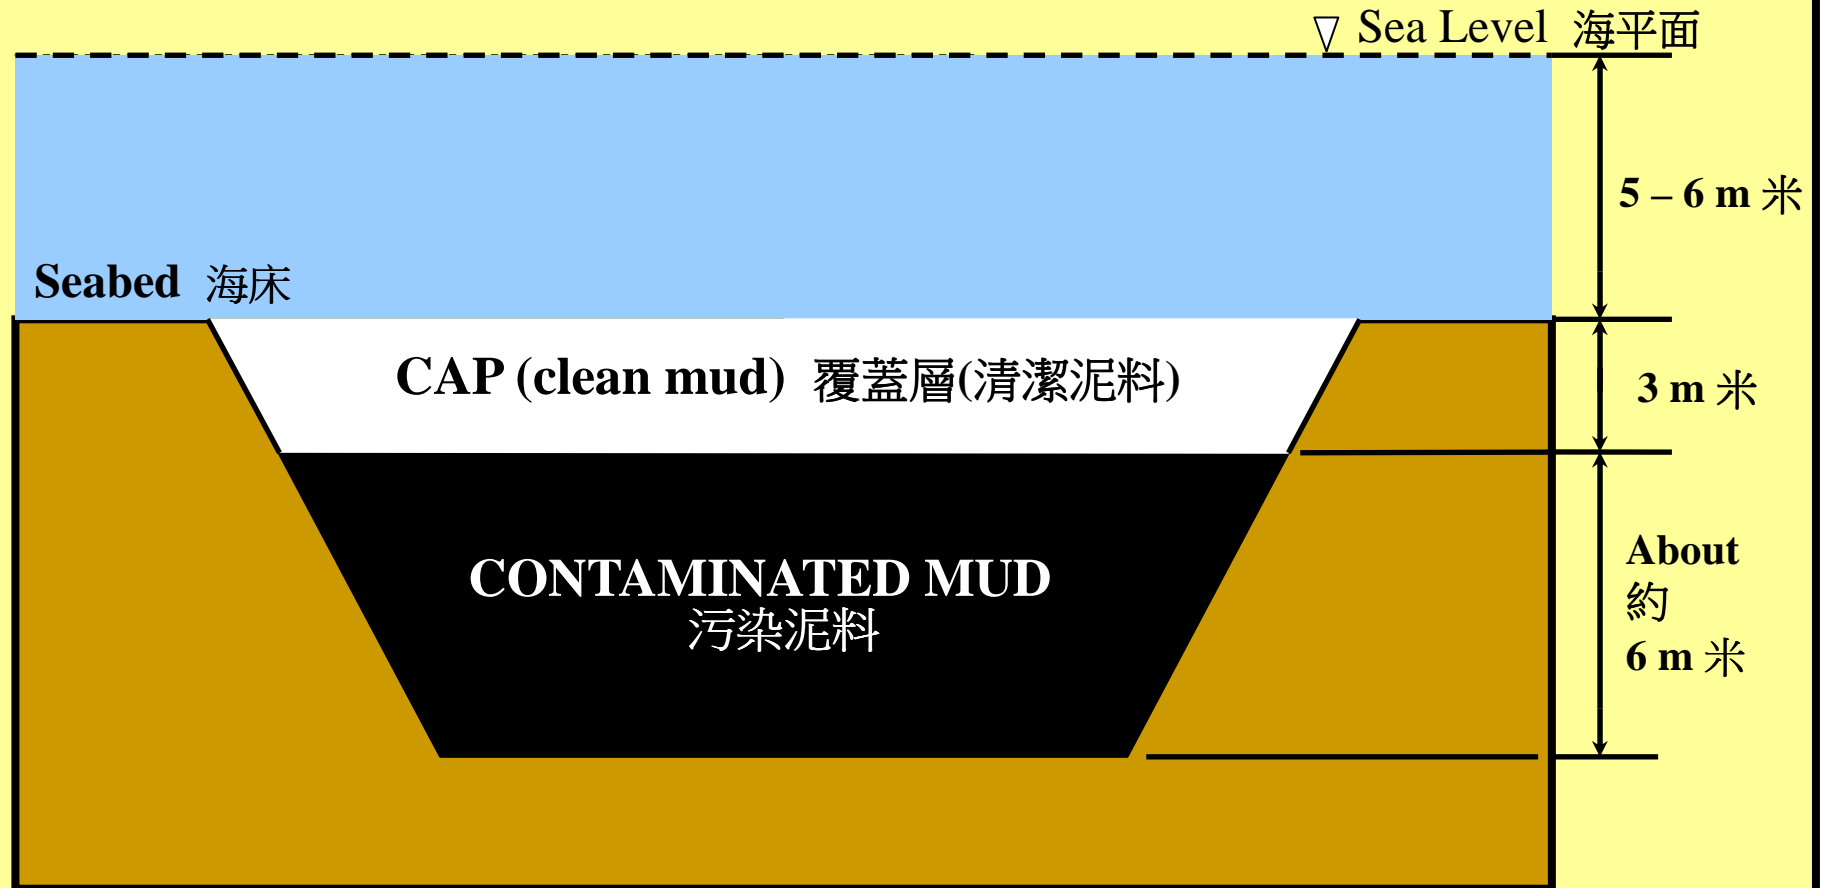 Sea Level 海平面
5 – 6 m 米
Seabed 海床
CAP (clean mud) 覆蓋層(清潔泥料)
3 m 米
CONTAMINATED MUD
污染泥料
About
約
6 m 米